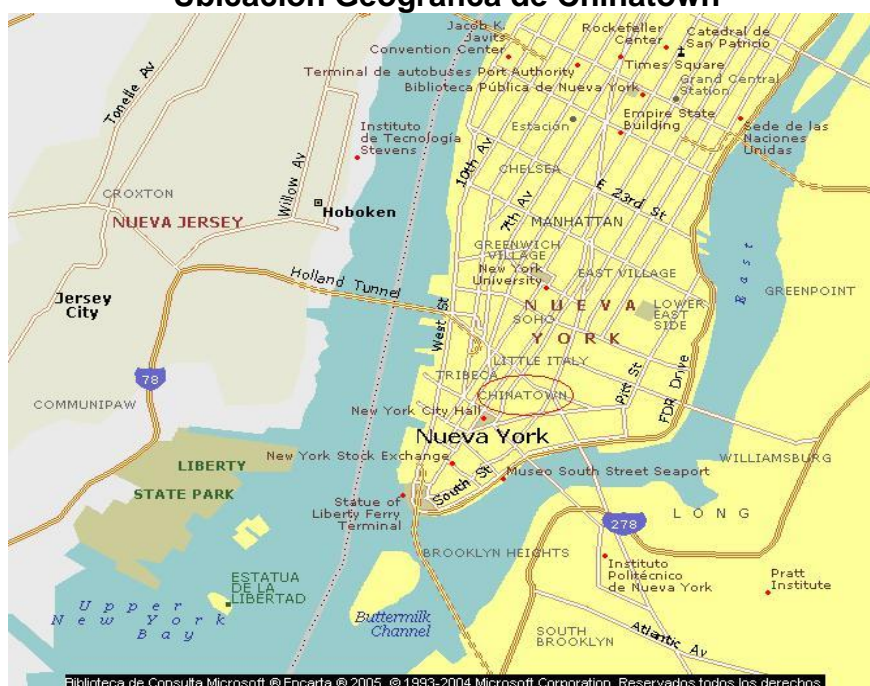 Ubicación Geográfica de Chinatown
Jacob K.
Javits
Convention Center
Rockefeller
Center
Catedral de
San Patricio
Terminal de autobuses Port Authority
Times Square
Biblioteca Pública de Nueva York
Grand Central
Station
Tonelle Av
Estación
Empire State
Building
Sede de las
Naciones
Unidas
Instituto
de Tecnología
Stevens
Willow Av
10th Av
CHELSEA
E 23rd St
CROXTON
NUEVA JERSEY
Hoboken
7th Av
MANHATTAN
GREENWICH
VILLAGE
New York
University
EAST VILLAGE
East
GREENPOINT
Holland Tunnel
Jersey
City
West St
NUEVA
YORK
SOHO
LOWER
EAST
SIDE
LITTLE ITALY
TRIBECA
Pitt St
FDR Drive
78
CHINATOWN
COMMUNIPAW
New York City Hall
Nueva York
LIBERTY
STATE PARK
New York Stock Exchange
South St
Museo South Street Seaport
WILLIAMSBURG
Statue of
Liberty Ferry
Terminal
278
LONG
BROOKLYN HEIGHTS
Instituto
Politécnico
de Nueva York
Pratt
Institute
ESTATUA
DE LA
LIBERTAD
Upper
New York
Bay
Buttermilk
Channel
SOUTH
BROOKLYN
Atlantic Av
Biblioteca de Consulta Microsoft ® Encarta ® 2005. © 1993-2004 Microsoft Corporation. Reservados todos los derechos.